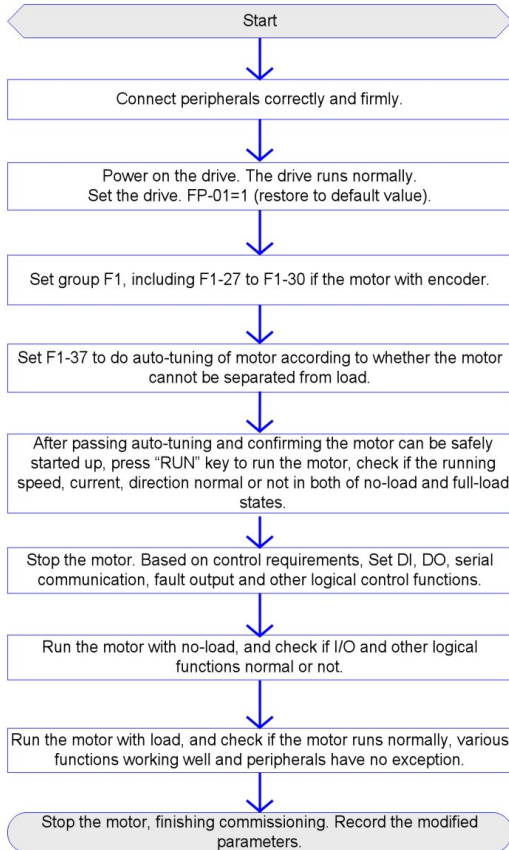 Start
Connect peripherals correctly and firmly.
Power on the drive. The drive runs normally.
Set the drive. FP-01=1 (restore to default value).
Set group F1, including F1-27 to F1-30 if the motor with encoder.
Set F1-37 to do auto-tuning of motor according to whether the motor
cannot be separated from load.
After passing auto-tuning and confirming the motor can be safely
started up, press “RUN” key to run the motor, check if the running
speed, current, direction normal or not in both of no-load and full-load
states.
Stop the motor. Based on control requirements, Set DI, DO, serial
communication, fault output and other logical control functions.
Run the motor with no-load, and check if I/O and other logical
functions normal or not.
Run the motor with load, and check if the motor runs normally, various
functions working well and peripherals have no exception.
Stop the motor, finishing commissioning. Record the modified
parameters.